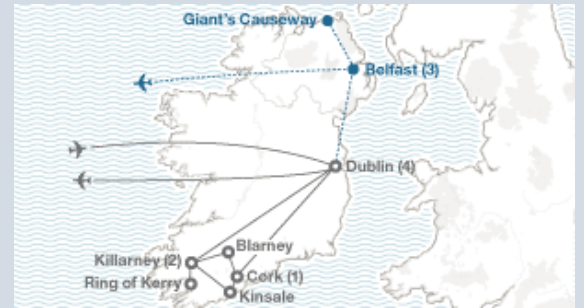 Giant's Causeway
Belfast (3)
Dublin (4)
Blarney
Killarney (2)
Ring of Kerry
Cork (1)
Kinsale